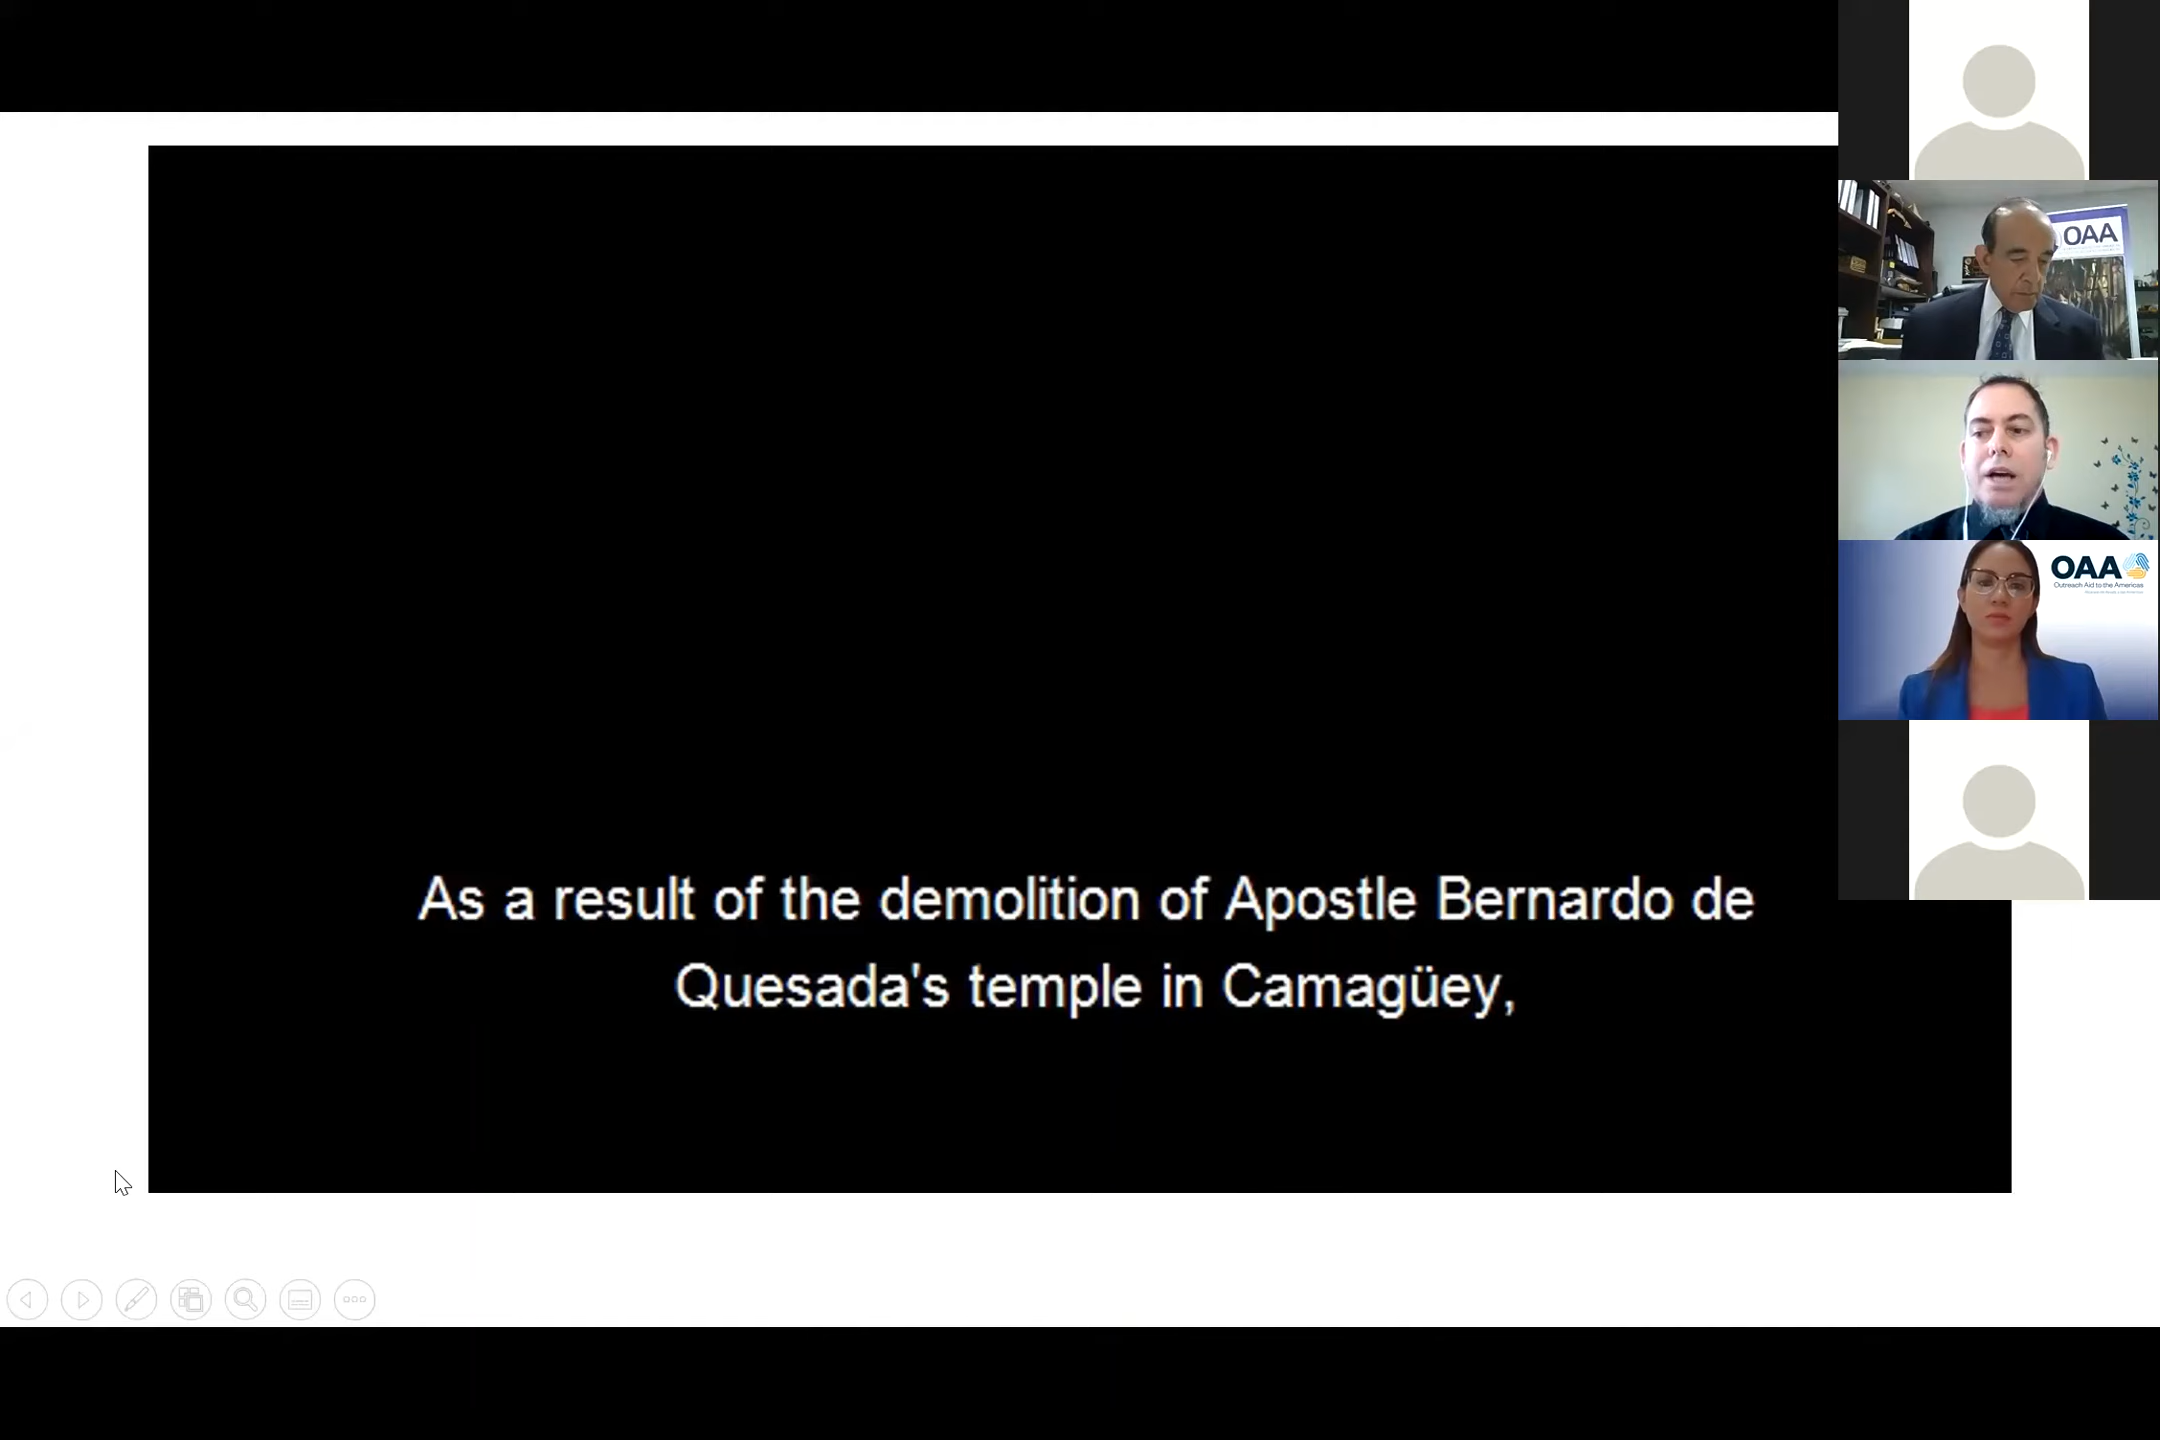 As a result of the demolition of Apostle Bernardo de
Quesada's temple in Camagüey,
OAA
OAA
Outreach Aid to the Americas